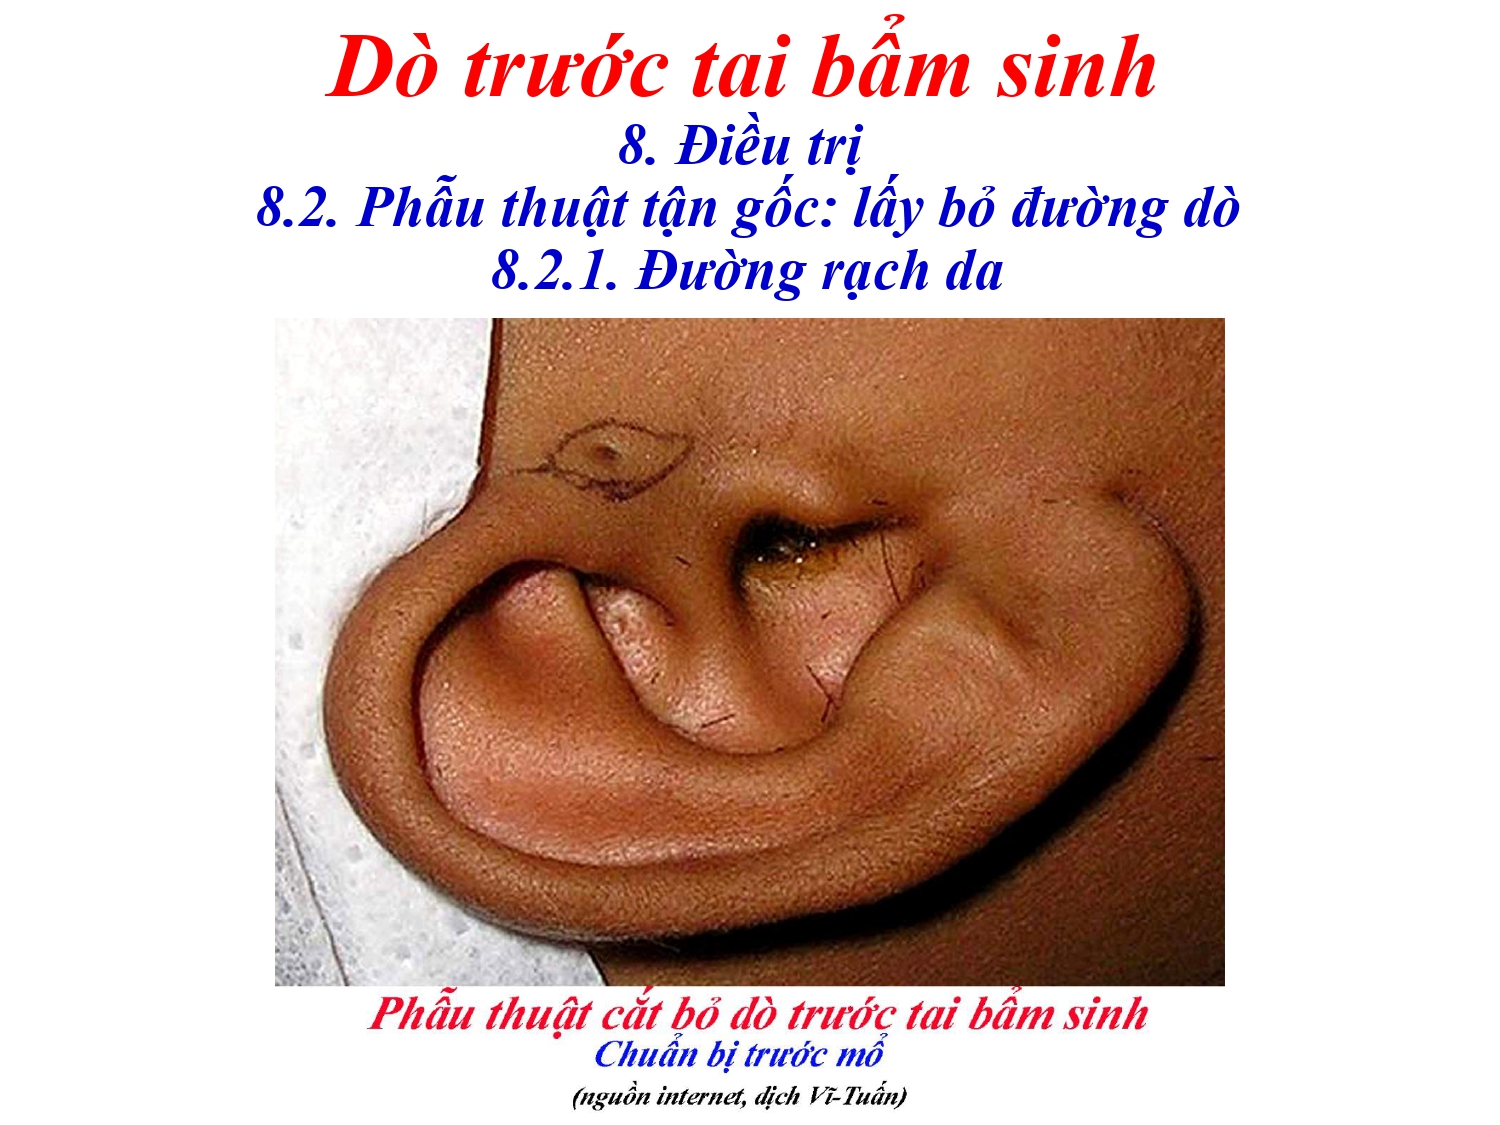 Dò trước tai bẩm sinh
8. Điều trị
8.2. Phẫu thuật tận gốc: lấy bỏ đường dò
8.2.1. Đường rạch da
Phẫu thuật cắt bỏ dò trước tai bẩm sinh
Chuẩn bị trước mổ
(nguồn internet, dịch Vĩ-Tuấn)